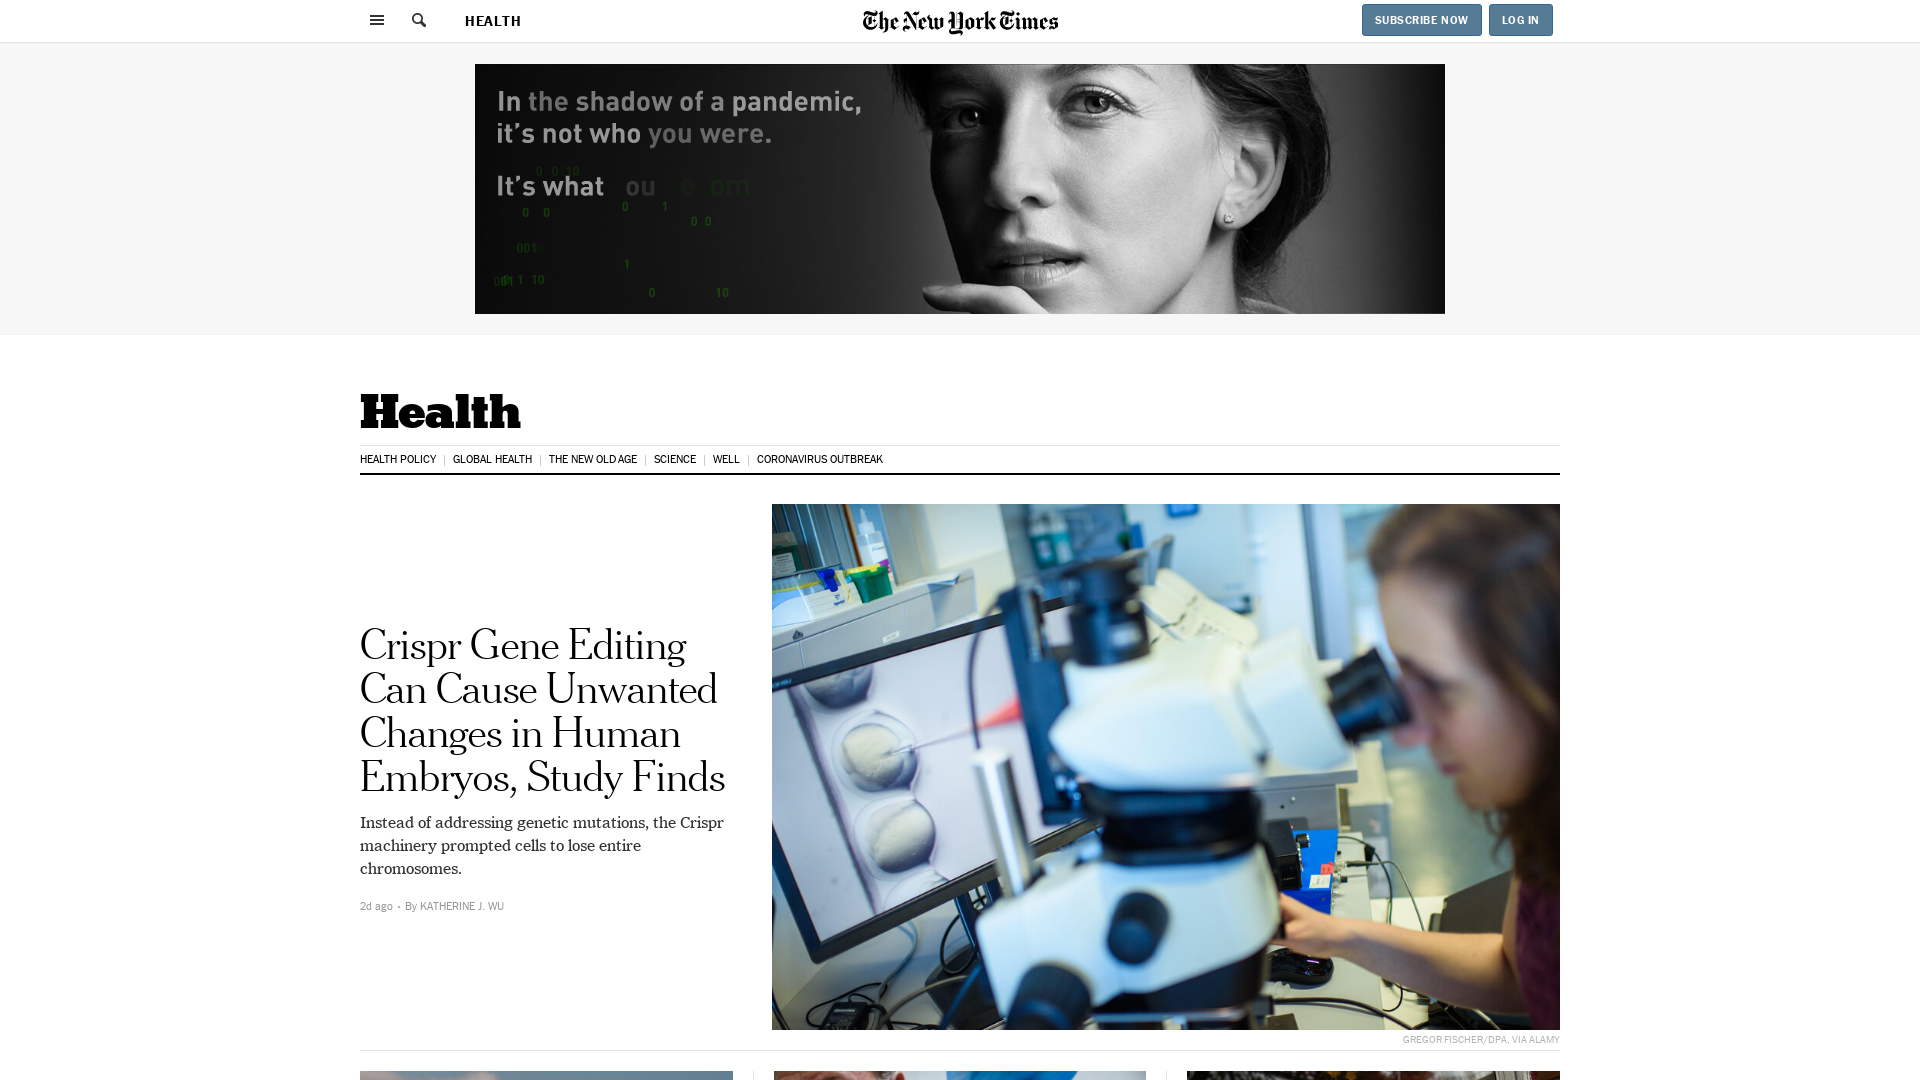 HEALTH
The New York Times
SUBSCRIBE NOW
LOG IN
In the shadow of a pandemic,
it's not who you were.
It's what
Health
HEALTH POLICY
GLOBAL HEALTH
THE NEW OLD AGE
SCIENCE
WELL
CORONAVIRUS OUTBREAK
Crispr Gene Editing
Can Cause Unwanted
Changes in Human
Embryos, Study Finds
Instead of addressing genetic mutations, the Crispr
machinery prompted cells to lose entire
chromosomes.
2d ago • By KATHERINE J. WU
GREGOR FISCHER/DPA, VIA ALAMY